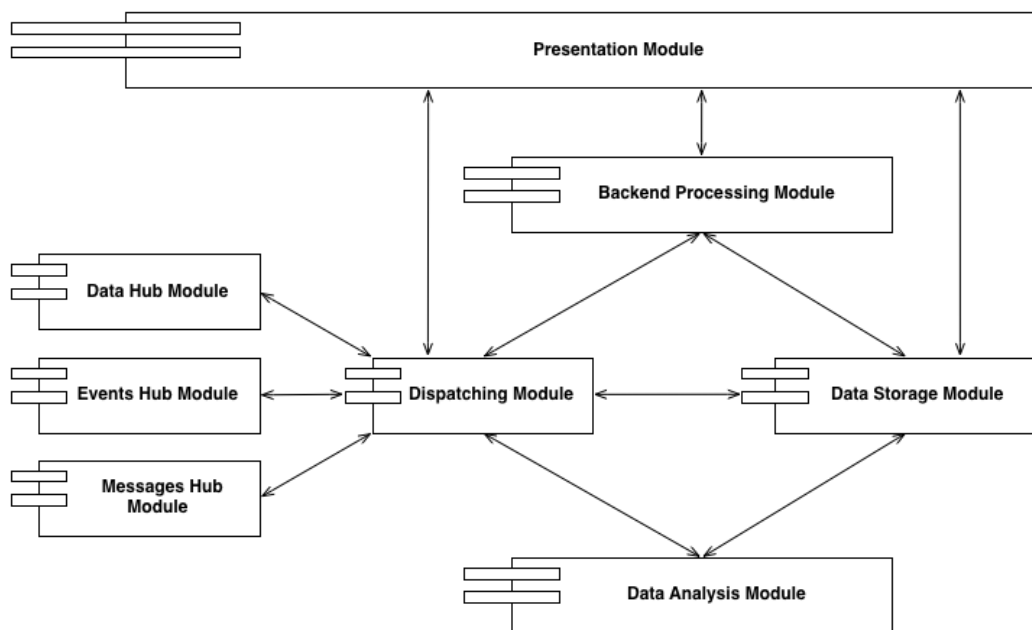 Presentation Module
Backend Processing Module
Data Hub Module
Events Hub Module
Dispatching Module
Data Storage Module
Messages Hub
Module
Data Analysis Module